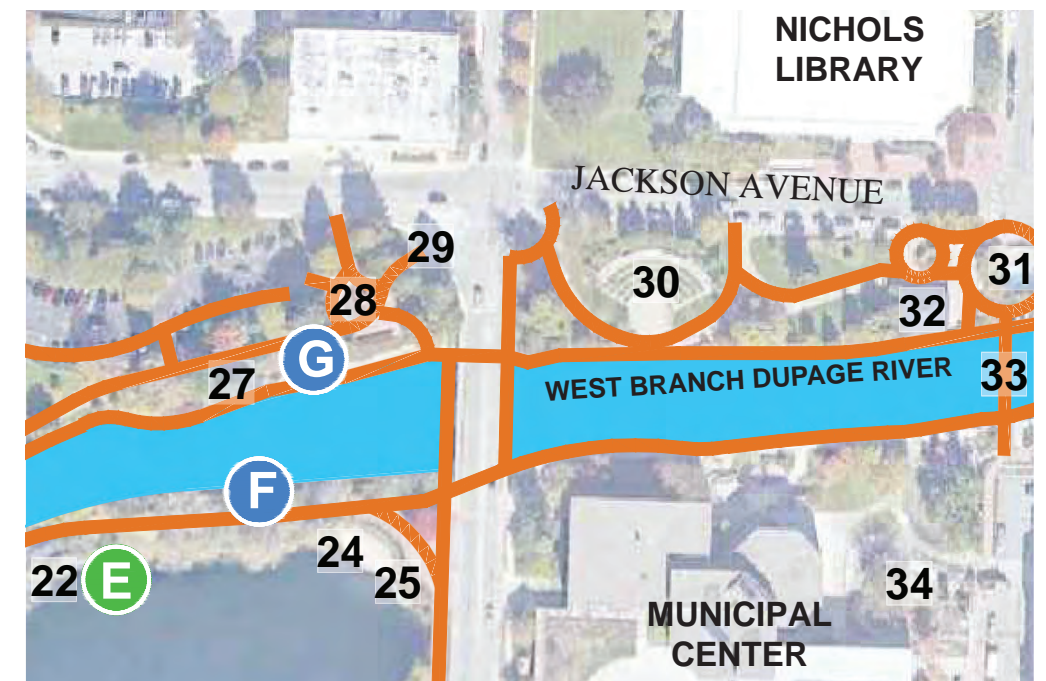 NICHOLS
LIBRARY
JACKSON AVENUE
29
30
31
28
32
G
27
WEST BRANCH DUPAGE RIVER
33
F
24
22
E
25
34
MUNICIPAL
CENTER